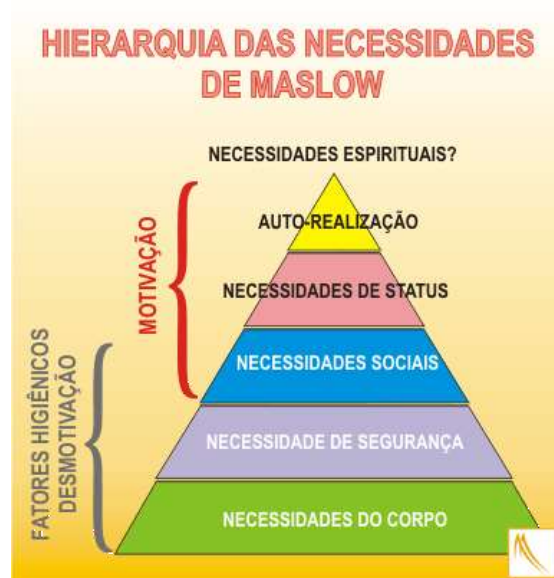 HIERARQUIA DAS NECESSIDADES
DE MASLOW
NECESSIDADES ESPIRITUAIS?
AUTO-REALIZAÇÃO
NECESSIDADES DE STATUS
NECESSIDADES SOCIAIS
NECESSIDADE DE SEGURANÇA
NECESSIDADES DO CORPO
MOTIVAÇÃO
FATORES HIGIÊNICOS
DESMOTIVAÇÃO